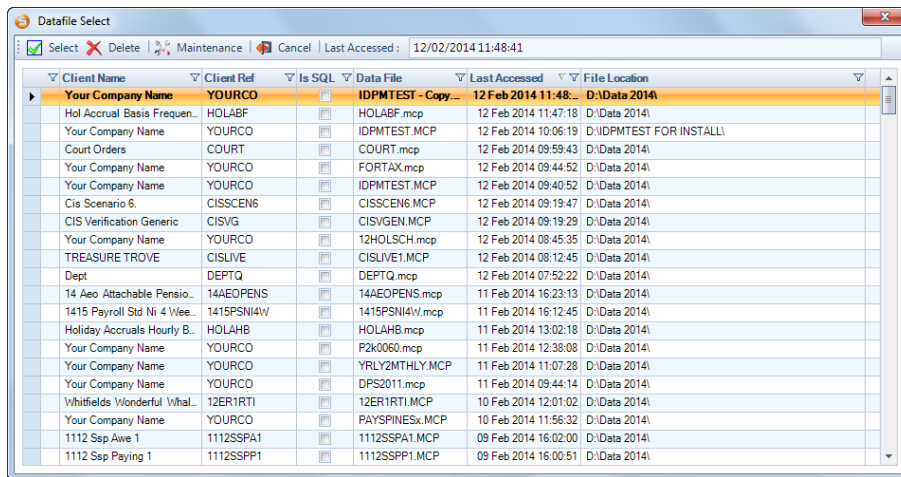 Datafile Select
Select Delete Maintenance Cancel Last Accessed : 12/02/2014 11:48:41
Client Name Client Ref Is SQL Data File Last Accessed File Location
Your Company Name YOURCO IDPMTEST - Copy... 12 Feb 2014 11:48:... D:\Data 2014\
Hol Accrual Basis Frequen... HOLABF HOLABF.mcp 12 Feb 2014 11:47:18 D:\Data 2014\
Your Company Name YOURCO IDPMTEST.MCP 12 Feb 2014 10:06:19 D:\IDPMTEST FOR INSTALL\
Court Orders COURT COURT.mcp 12 Feb 2014 09:59:43 D:\Data 2014\
Your Company Name YOURCO FORTAX.mcp 12 Feb 2014 09:44:52 D:\Data 2014\
Your Company Name YOURCO IDPMTEST.MCP 12 Feb 2014 09:40:52 D:\Data 2014\
Cis Scenario 6. CISSCEN6 CISSCEN6.MCP 12 Feb 2014 09:19:47 D:\Data 2014\
CIS Verification Generic CISVG CISVGEN.MCP 12 Feb 2014 09:19:29 D:\Data 2014\
Your Company Name YOURCO 12HOLSCH.mcp 12 Feb 2014 08:45:35 D:\Data 2014\
TREASURE TROVE CISLIVE CISLIVE1.MCP 12 Feb 2014 08:12:45 D:\Data 2014\
Dept DEPTQ DEPTQ.mcp 12 Feb 2014 07:52:22 D:\Data 2014\
14 Aeo Attachable Pensio... 14AEOPENS 14AEOPENS.mcp 11 Feb 2014 16:23:13 D:\Data 2014\
1415 Payroll Std Ni 4 Wee... 1415PSNI4W 1415PSNI4W.mcp 11 Feb 2014 16:12:45 D:\Data 2014\
Holiday Accruals Hourly B... HOLAHB HOLAHB.mcp 11 Feb 2014 13:02:18 D:\Data 2014\
Your Company Name YOURCO P2k0060.mcp 11 Feb 2014 12:38:08 D:\Data 2014\
Your Company Name YOURCO YRLY2MTHLY.MCP 11 Feb 2014 11:07:28 D:\Data 2014\
Your Company Name YOURCO DPS2011.mcp 11 Feb 2014 09:44:14 D:\Data 2014\
Whitfields Wonderful Whal... 12ER1RTI 12ER1RTI.MCP 10 Feb 2014 12:01:02 D:\Data 2014\
Your Company Name YOURCO PAYSPINESx.MCP 10 Feb 2014 11:56:32 D:\Data 2014\
1112 Ssp Awe 1 1112SSPA1 1112SSPA1.MCP 09 Feb 2014 16:02:00 D:\Data 2014\
1112 Ssp Paying 1 1112SSPP1 1112SSPP1.MCP 09 Feb 2014 16:00:51 D:\Data 2014\